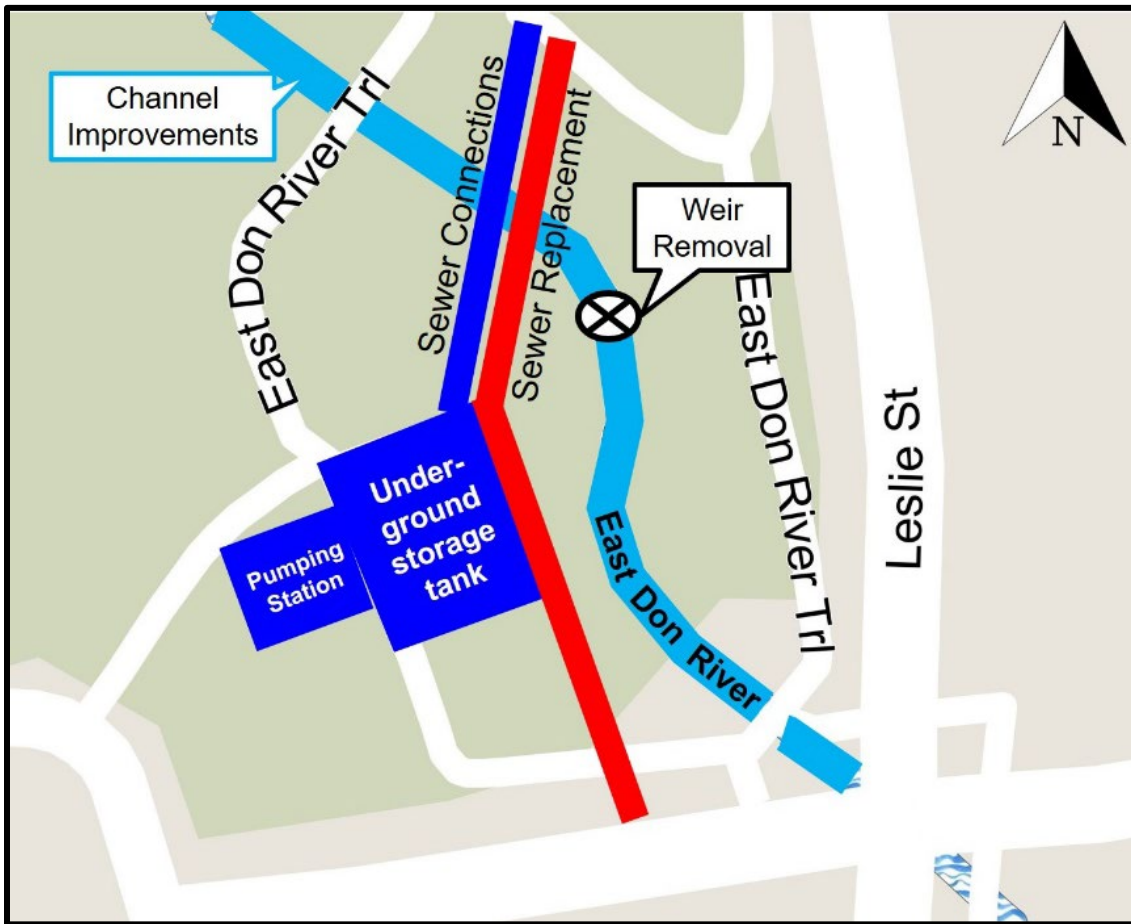 Channel
Improvements
East Don River Trl
Sewer Connections
Sewer Replacement
Weir
Removal
N
East Don River Trl
Leslie St
Under-
ground
storage
tank
Pumping
Station
East Don River